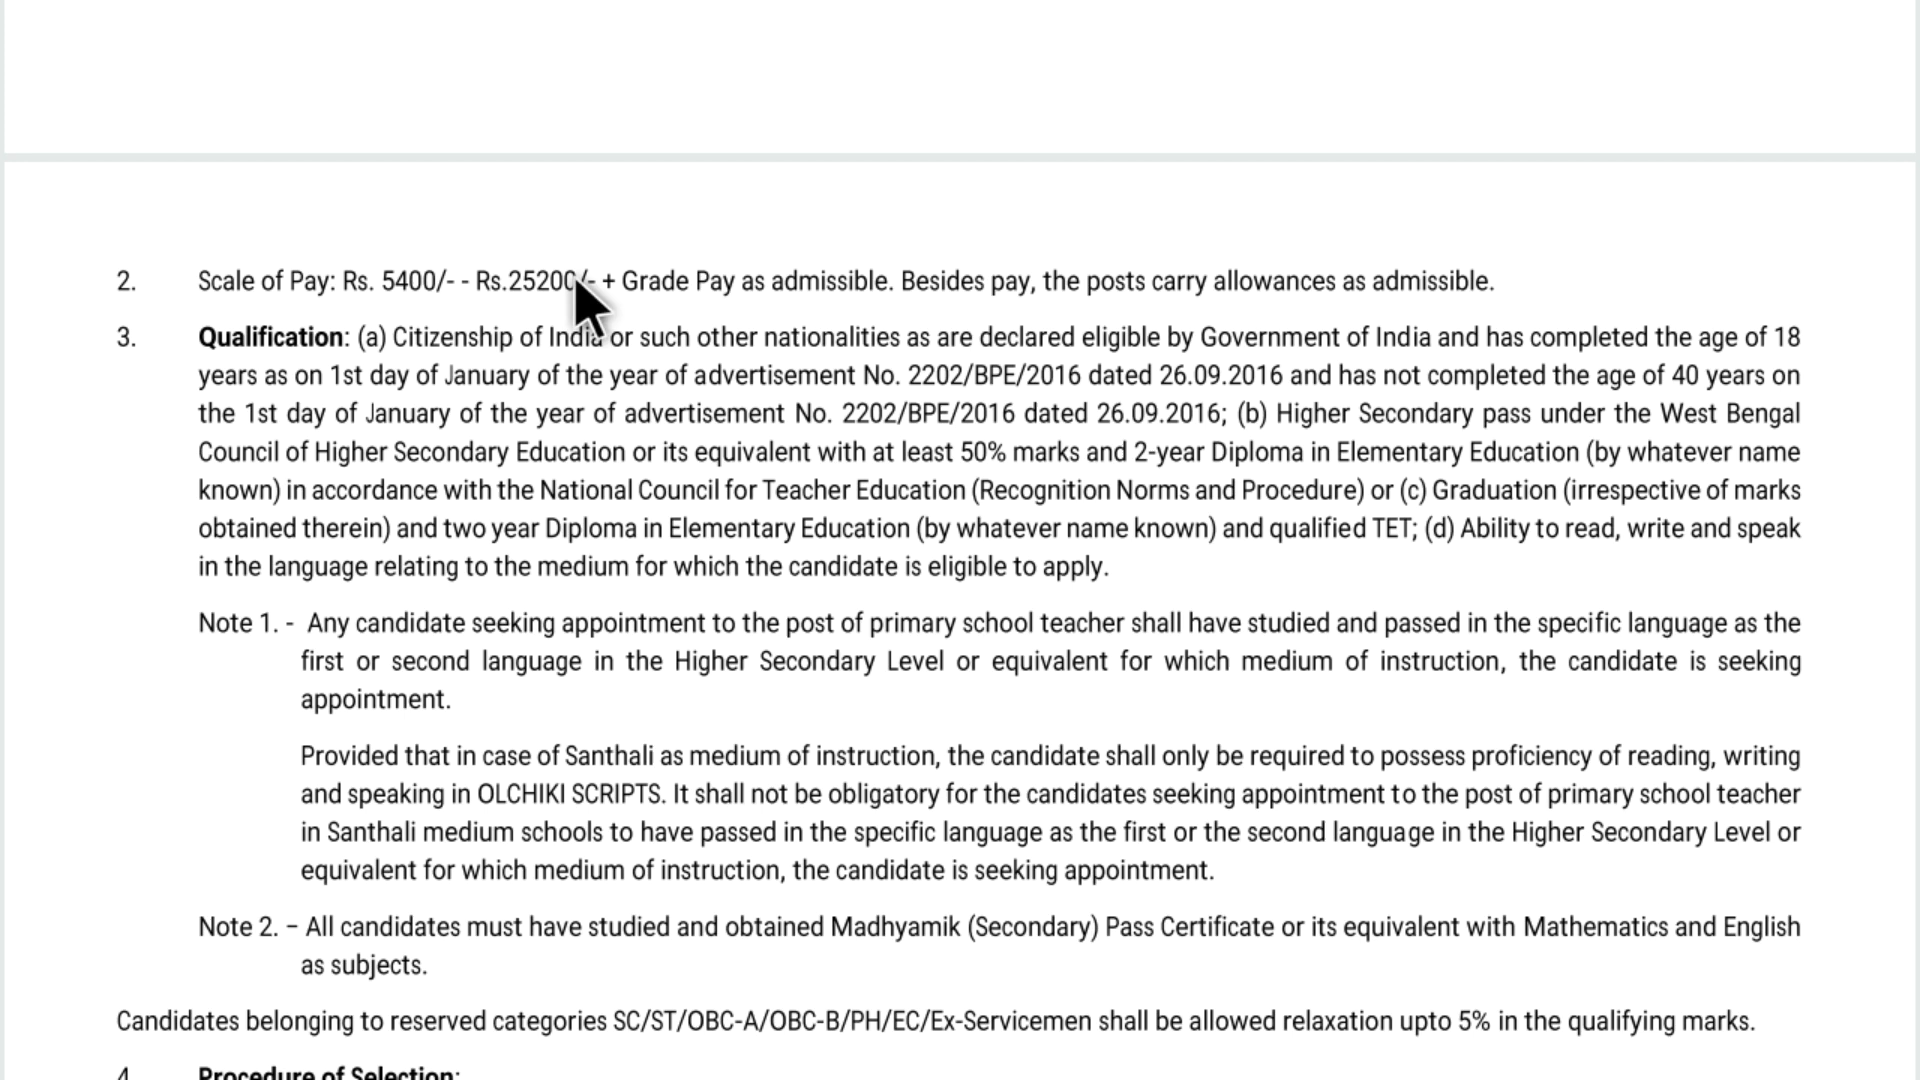 2. Scale of Pay: Rs. 5400/- - Rs.25200/- + Grade Pay as admissible. Besides pay, the posts carry allowances as admissible.
3. Qualification: (a) Citizenship of India or such other nationalities as are declared eligible by Government of India and has completed the age of 18
years as on 1st day of January of the year of advertisement No. 2202/BPE/2016 dated 26.09.2016 and has not completed the age of 40 years on
the 1st day of January of the year of advertisement No. 2202/BPE/2016 dated 26.09.2016; (b) Higher Secondary pass under the West Bengal
Council of Higher Secondary Education or its equivalent with at least 50% marks and 2-year Diploma in Elementary Education (by whatever name
known) in accordance with the National Council for Teacher Education (Recognition Norms and Procedure) or (c) Graduation (irrespective of marks
obtained therein) and two year Diploma in Elementary Education (by whatever name known) and qualified TET; (d) Ability to read, write and speak
in the language relating to the medium for which the candidate is eligible to apply.
Note 1. - Any candidate seeking appointment to the post of primary school teacher shall have studied and passed in the specific language as the
first or second language in the Higher Secondary Level or equivalent for which medium of instruction, the candidate is seeking
appointment.
Provided that in case of Santhali as medium of instruction, the candidate shall only be required to possess proficiency of reading, writing
and speaking in OLCHIKI SCRIPTS. It shall not be obligatory for the candidates seeking appointment to the post of primary school teacher
in Santhali medium schools to have passed in the specific language as the first or the second language in the Higher Secondary Level or
equivalent for which medium of instruction, the candidate is seeking appointment.
Note 2. – All candidates must have studied and obtained Madhyamik (Secondary) Pass Certificate or its equivalent with Mathematics and English
as subjects.
Candidates belonging to reserved categories SC/ST/OBC-A/OBC-B/PH/EC/Ex-Servicemen shall be allowed relaxation upto 5% in the qualifying marks.
4. Procedure of Selection: